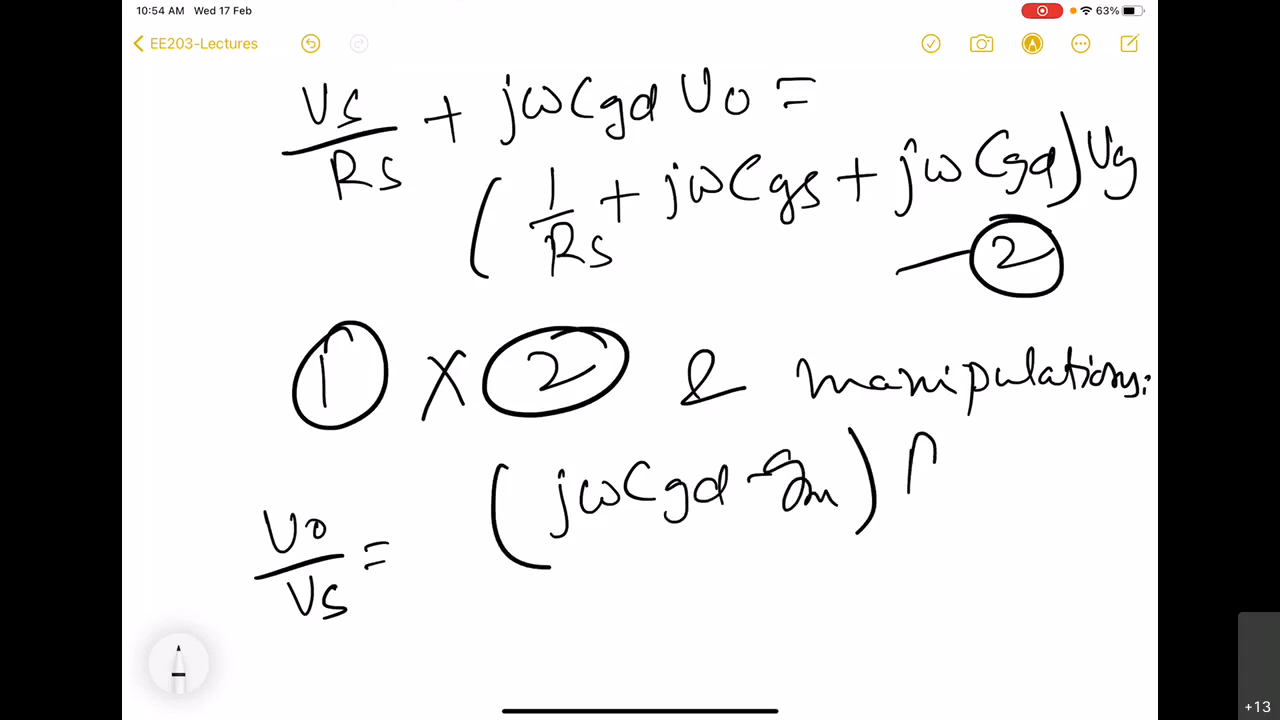 10:54 AM Wed 17 Feb
63%
EE203-Lectures
Vs/Rs + jωCgd Vo =
(1/Rs + jωCgs + jωCgd) Vg
— ②
① X ② & manipulations:
Vo/Vs = (jωCgd - gm)
+13